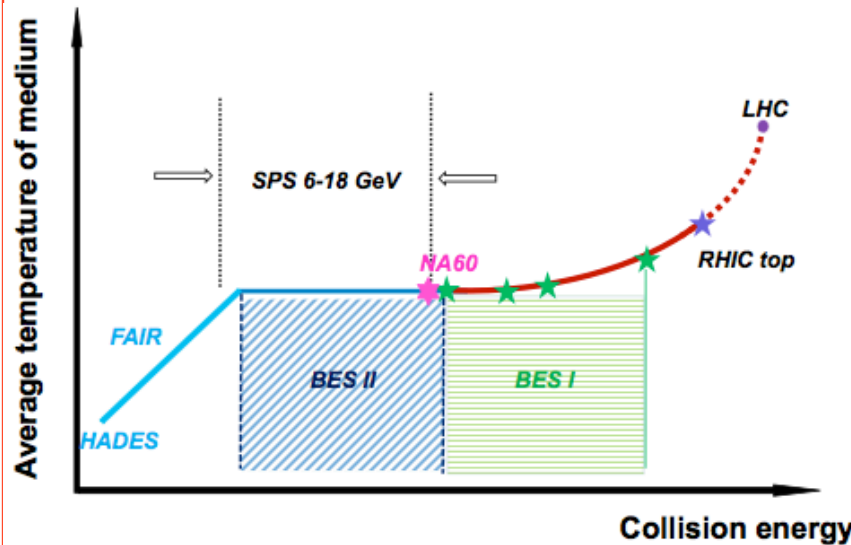 Average temperature of medium
LHC
SPS 6-18 GeV
NA60
RHIC top
FAIR
BES II
BES I
HADES
Collision energy